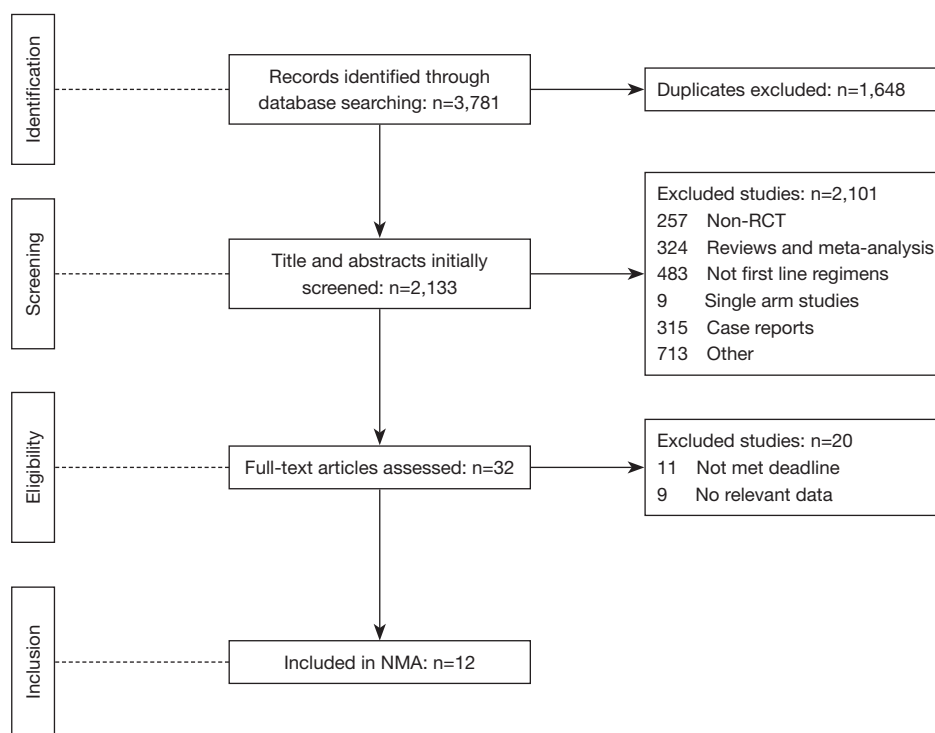 Identification
Records identified through
database searching: n=3,781
Duplicates excluded: n=1,648
Screening
Title and abstracts initially
screened: n=2,133
Excluded studies: n=2,101
257 Non-RCT
324 Reviews and meta-analysis
483 Not first line regimens
9 Single arm studies
315 Case reports
713 Other
Eligibility
Full-text articles assessed: n=32
Excluded studies: n=20
11 Not met deadline
9 No relevant data
Inclusion
Included in NMA: n=12